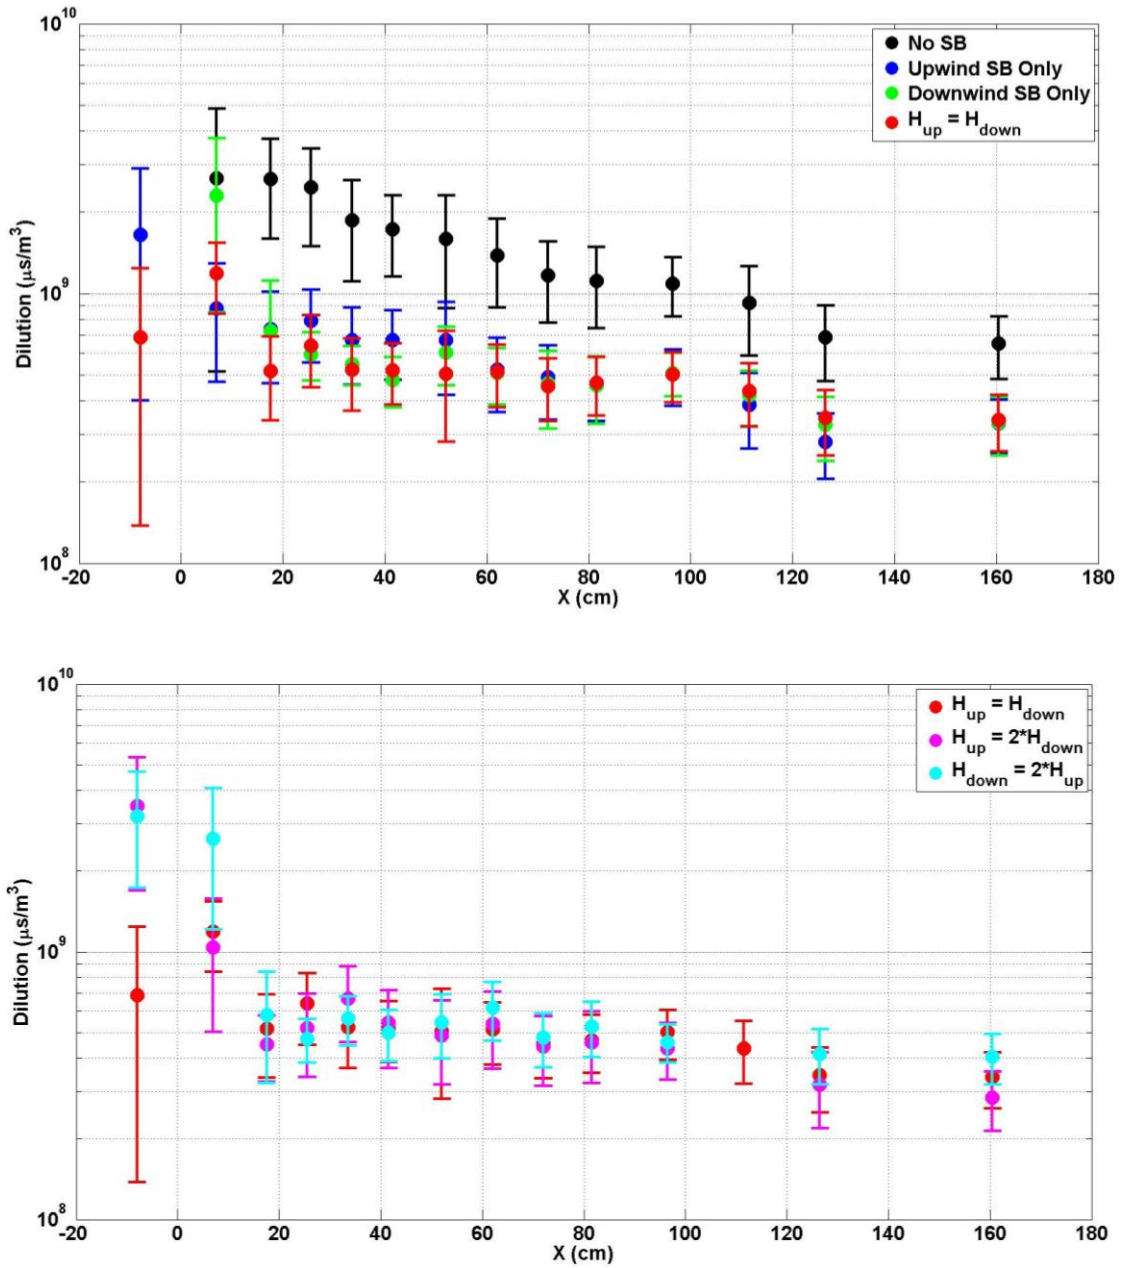 10^10
No SB
Upwind SB Only
Downwind SB Only
H_up = H_down
Dilution (μs/m³)
10^9
10^8
-20 0 20 40 60 80 100 120 140 160 180
X (cm)
10^10
H_up = H_down
H_up = 2*H_down
H_down = 2*H_up
Dilution (μs/m³)
10^9
10^8
-20 0 20 40 60 80 100 120 140 160 180
X (cm)